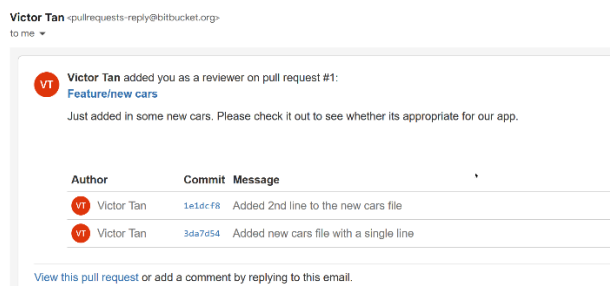 Victor Tan <pullrequests-reply@bitbucket.org>
to me
VT Victor Tan added you as a reviewer on pull request #1:
Feature/new cars
Just added in some new cars. Please check it out to see whether its appropriate for our app.
Author Commit Message
VT Victor Tan 1e1dcf8 Added 2nd line to the new cars file
VT Victor Tan 3da7d54 Added new cars file with a single line
View this pull request or add a comment by replying to this email.